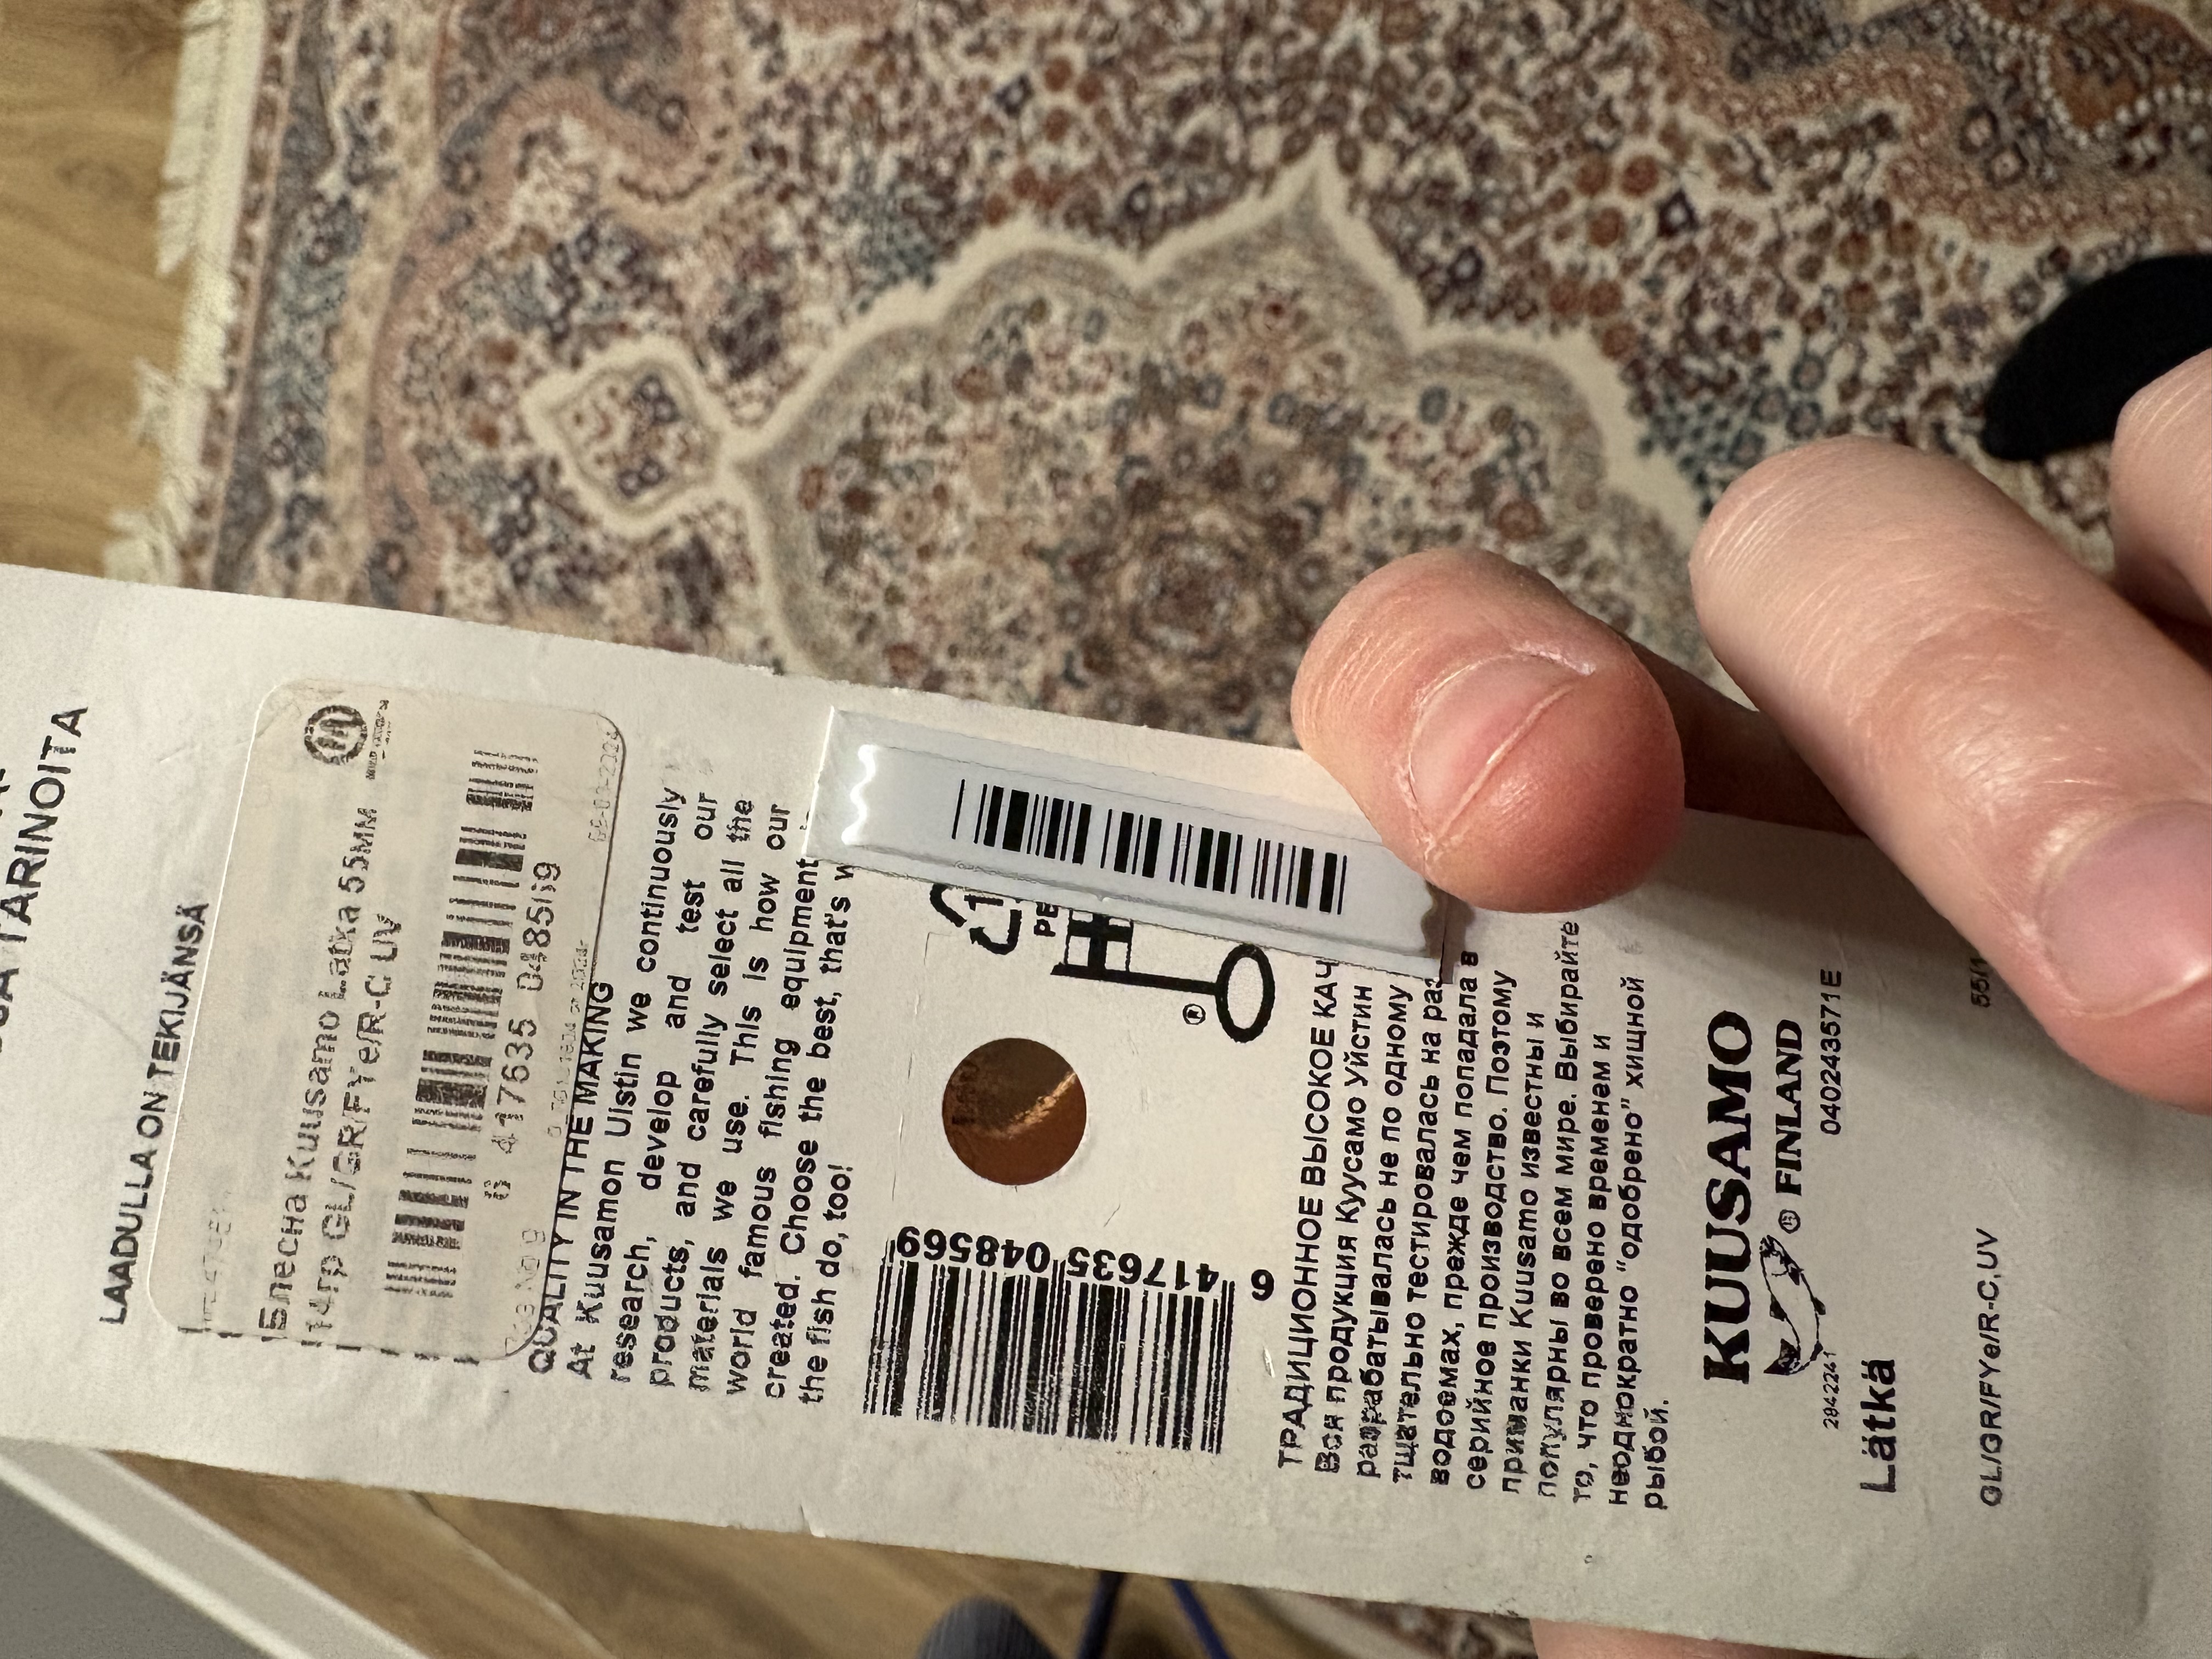 TARINOITA
LAADULLA ON TEKIJÄNSÄ
Блесна Kuusamo Latka 55мм
14гр GL/GR/FYe/R-C UV
6 417635 048569
QUALITY IN THE MAKING
At Kuusamon Uistin we continuously
research, develop and test our
products, and carefully select all the
materials we use. This is how our
world famous fishing equipment
created. Choose the best, that's
the fish do, too!
®
6 417635 048569
ТРАДИЦИОННОЕ ВЫСОКОЕ КАЧ
Вся продукция Куусамо Уйстин
разрабатывалась не по одному
тщательно тестировалась на раз
водоемах, прежде чем попадала в
серийное производство. Поэтому
приманки Kuusamo известны и
популярны во всем мире. Выбирайте
то, что проверено временем и
неоднократно "одобрено" хищной
рыбой.
KUUSAMO
® FINLAND
2842241
0402243571E
Lätkä
GL/GR/FYe/R-C,UV